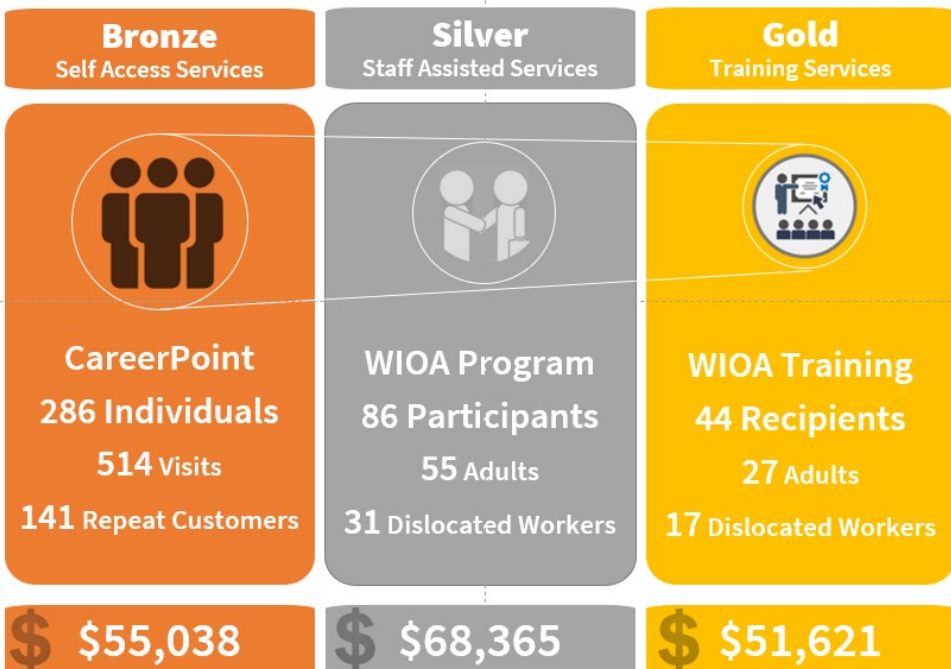 Bronze
Self Access Services
Silver
Staff Assisted Services
Gold
Training Services
CareerPoint
286 Individuals
514 Visits
141 Repeat Customers
WIOA Program
86 Participants
55 Adults
31 Dislocated Workers
WIOA Training
44 Recipients
27 Adults
17 Dislocated Workers
$ $55,038
$ $68,365
$ $51,621